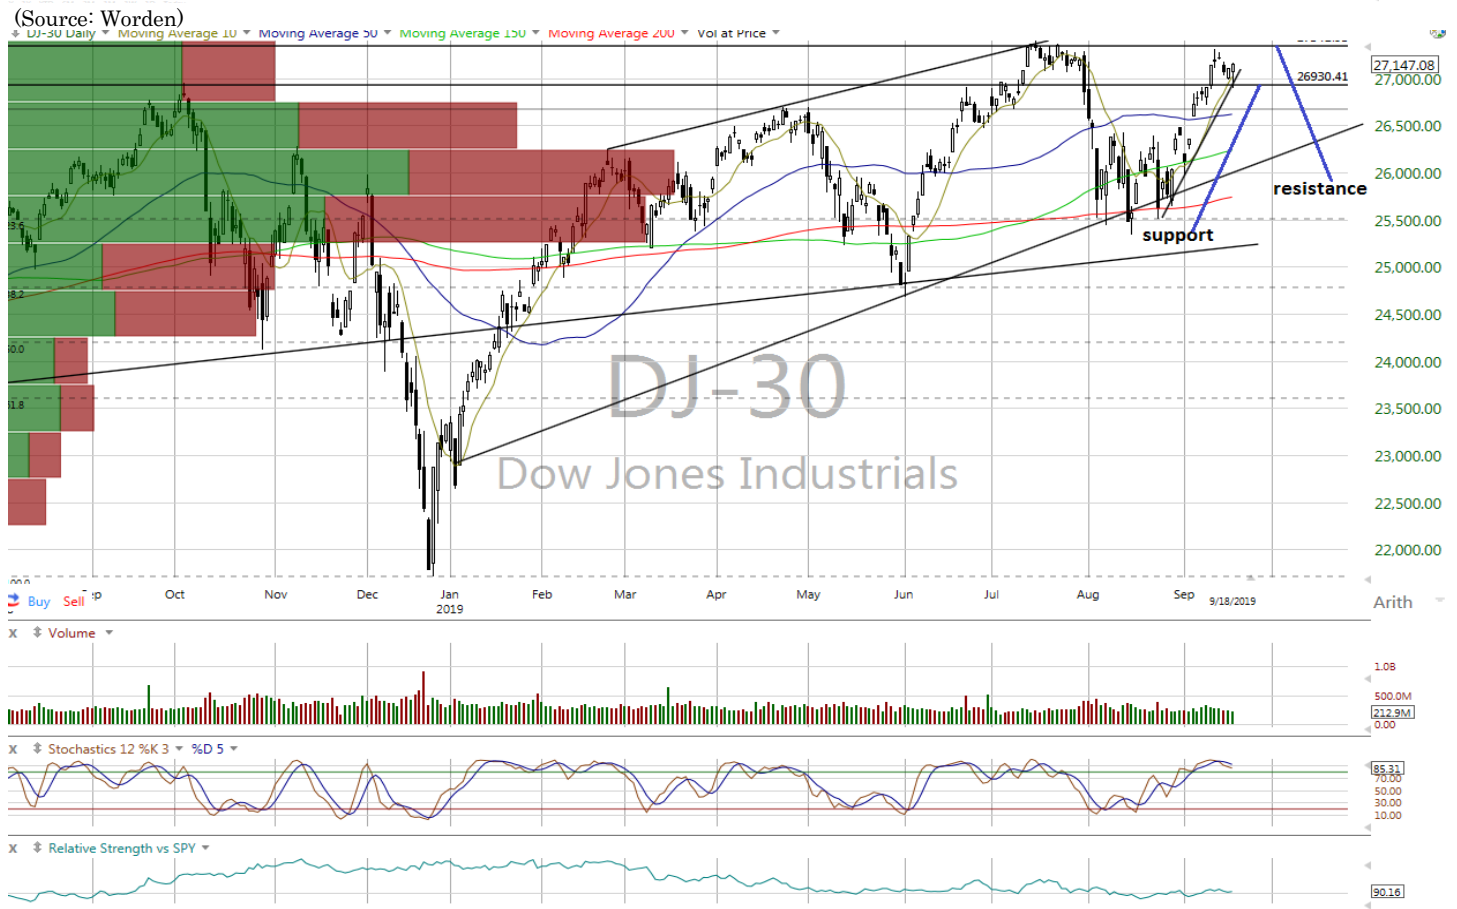 (Source: Worden)
DJ-30 Daily Moving Average 10 Moving Average 50 Moving Average 150 Moving Average 200 Vol at Price
27,147.08
27,000.00
26930.41
26,500.00
26,000.00
resistance
25,500.00
support
25,000.00
24,500.00
24,000.00
23,500.00
23,000.00
22,500.00
22,000.00
DJ-30
Dow Jones Industrials
Buy Sell
Oct Nov Dec Jan Feb Mar Apr May Jun Jul Aug Sep
2019
9/18/2019
Arith
x Volume
1.0B
500.0M
212.9M
0.00
x Stochastics 12 %K 3 %D 5
85.31
70.00
50.00
30.00
10.00
x Relative Strength vs SPY
90.16